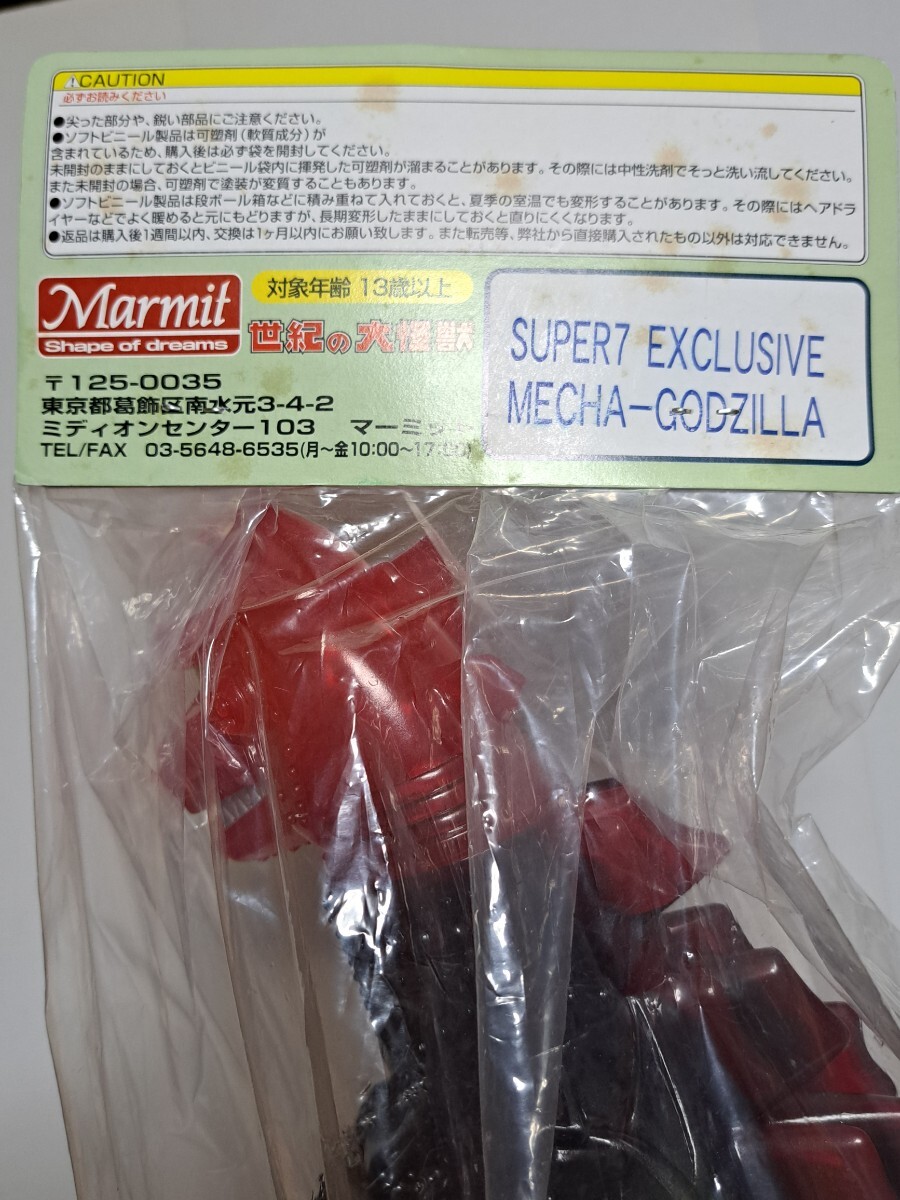 CAUTION
必ずお読みください
●尖った部分や、鋭い部品にご注意ください。
●ソフトビニール製品は可塑剤（軟質成分）が
含まれているため、購入後は必ず袋を開封してください。
未開封のままにしておくとビニール袋内に揮発した可塑剤が溜まることがあります。その際には中性洗剤でそっと洗い流してください。
また未開封の場合、可塑剤で塗装が変質することもあります。
●ソフトビニール製品は段ボール箱などに積み重ねて入れておくと、夏季の室温でも変形することがあります。その際にはヘアドラ
イヤーなどでよく暖めると元にもどりますが、長期変形したままにしておくと直りにくくなります。
●返品は購入後1週間以内、交換は1ヶ月以内にお願い致します。また転売等、弊社から直接購入されたもの以外は対応できません。
Marmit
Shape of dreams
対象年齢 13歳以上
世紀の大怪獣
〒125-0035
東京都葛飾区南水元3-4-2
ミディオンセンター103 マーミット
TEL/FAX 03-5648-6535(月〜金10:00〜17:00)
SUPER7 EXCLUSIVE
MECHA-GODZILLA